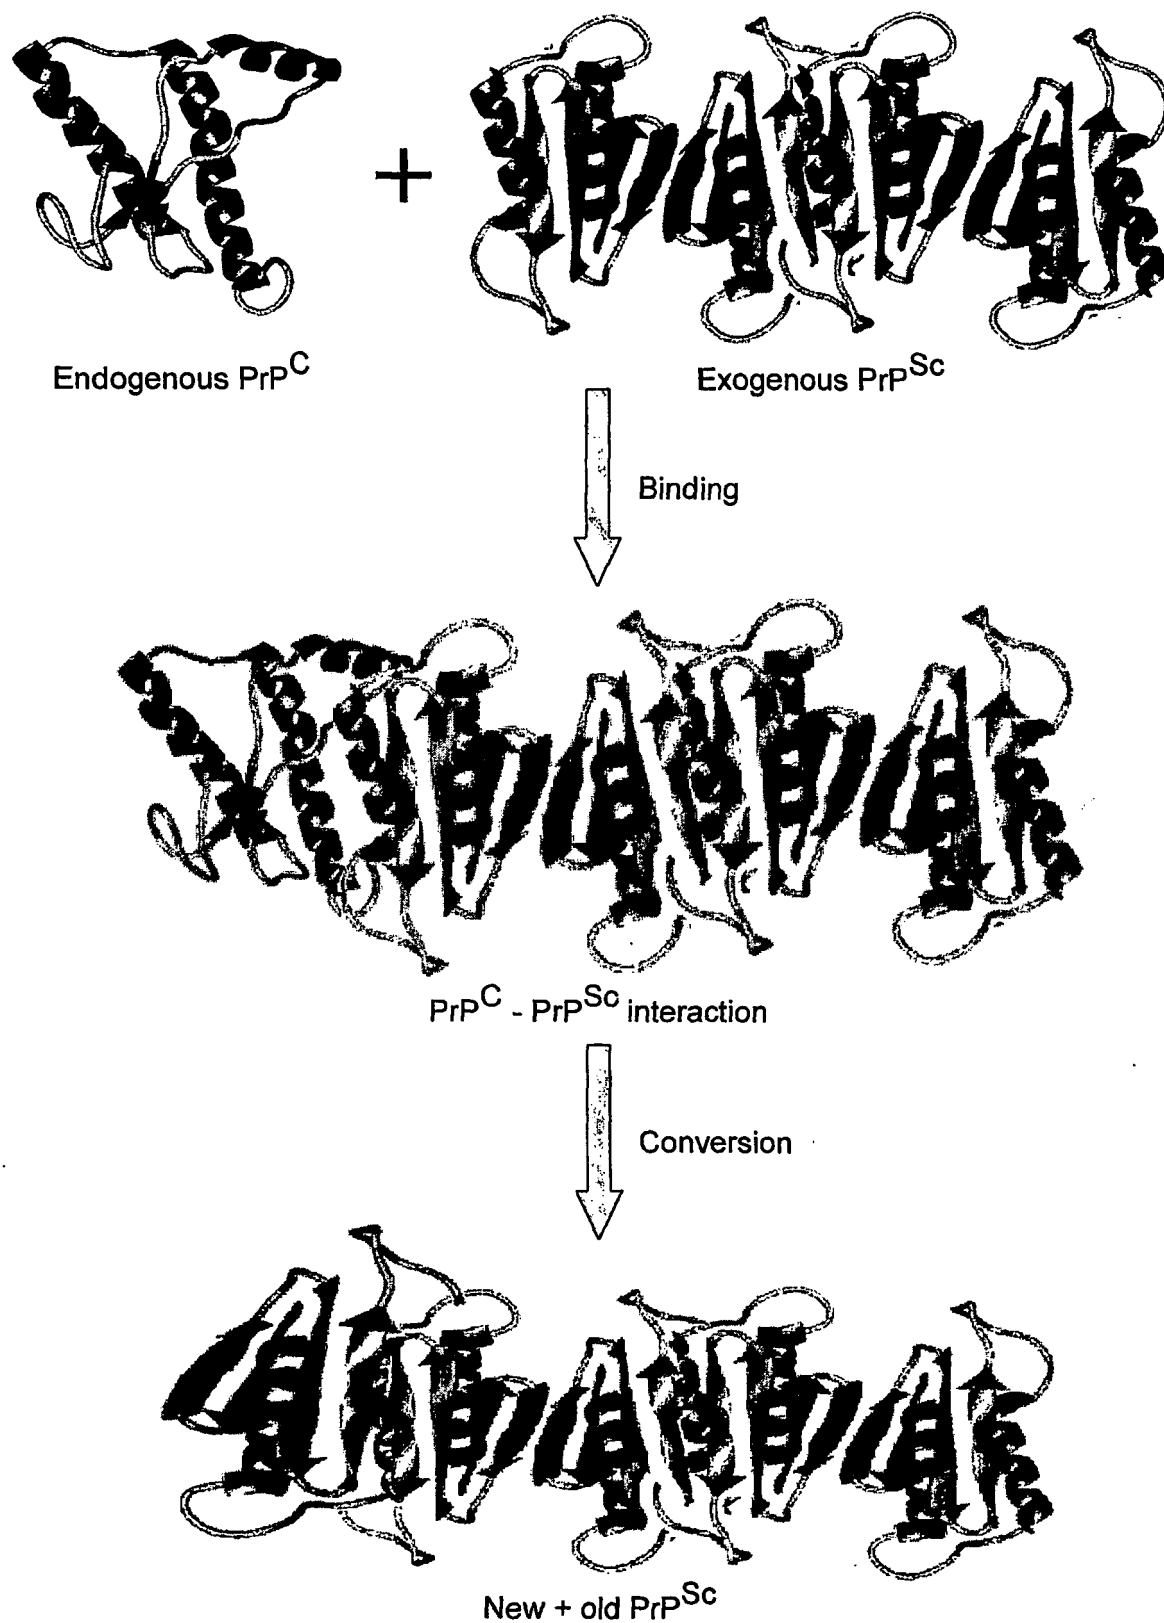 +
Endogenous PrP^C
Exogenous PrP^Sc
Binding
PrP^C - PrP^Sc interaction
Conversion
New + old PrP^Sc